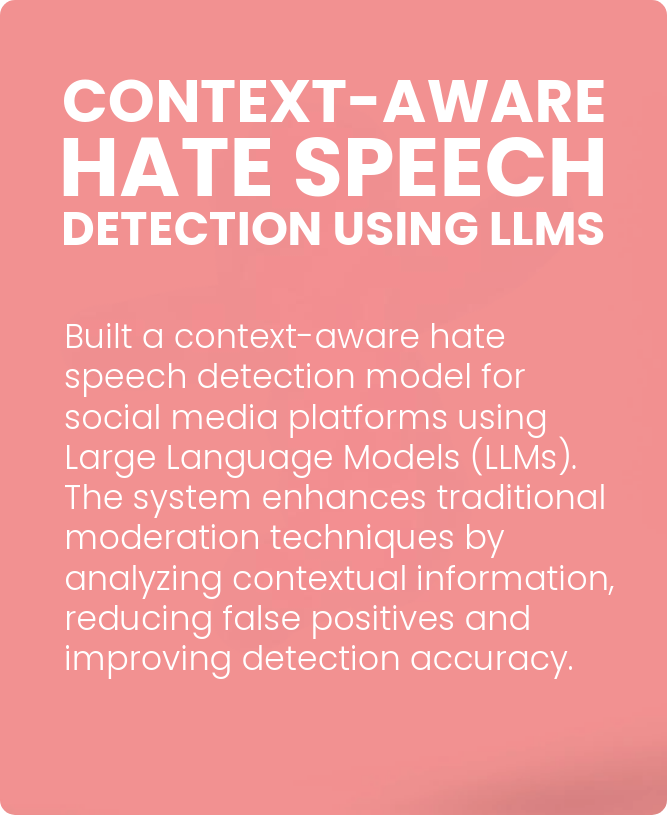 CONTEXT-AWARE
HATE SPEECH
DETECTION USING LLMS
Built a context-aware hate
speech detection model for
social media platforms using
Large Language Models (LLMs).
The system enhances traditional
moderation techniques by
analyzing contextual information,
reducing false positives and
improving detection accuracy.